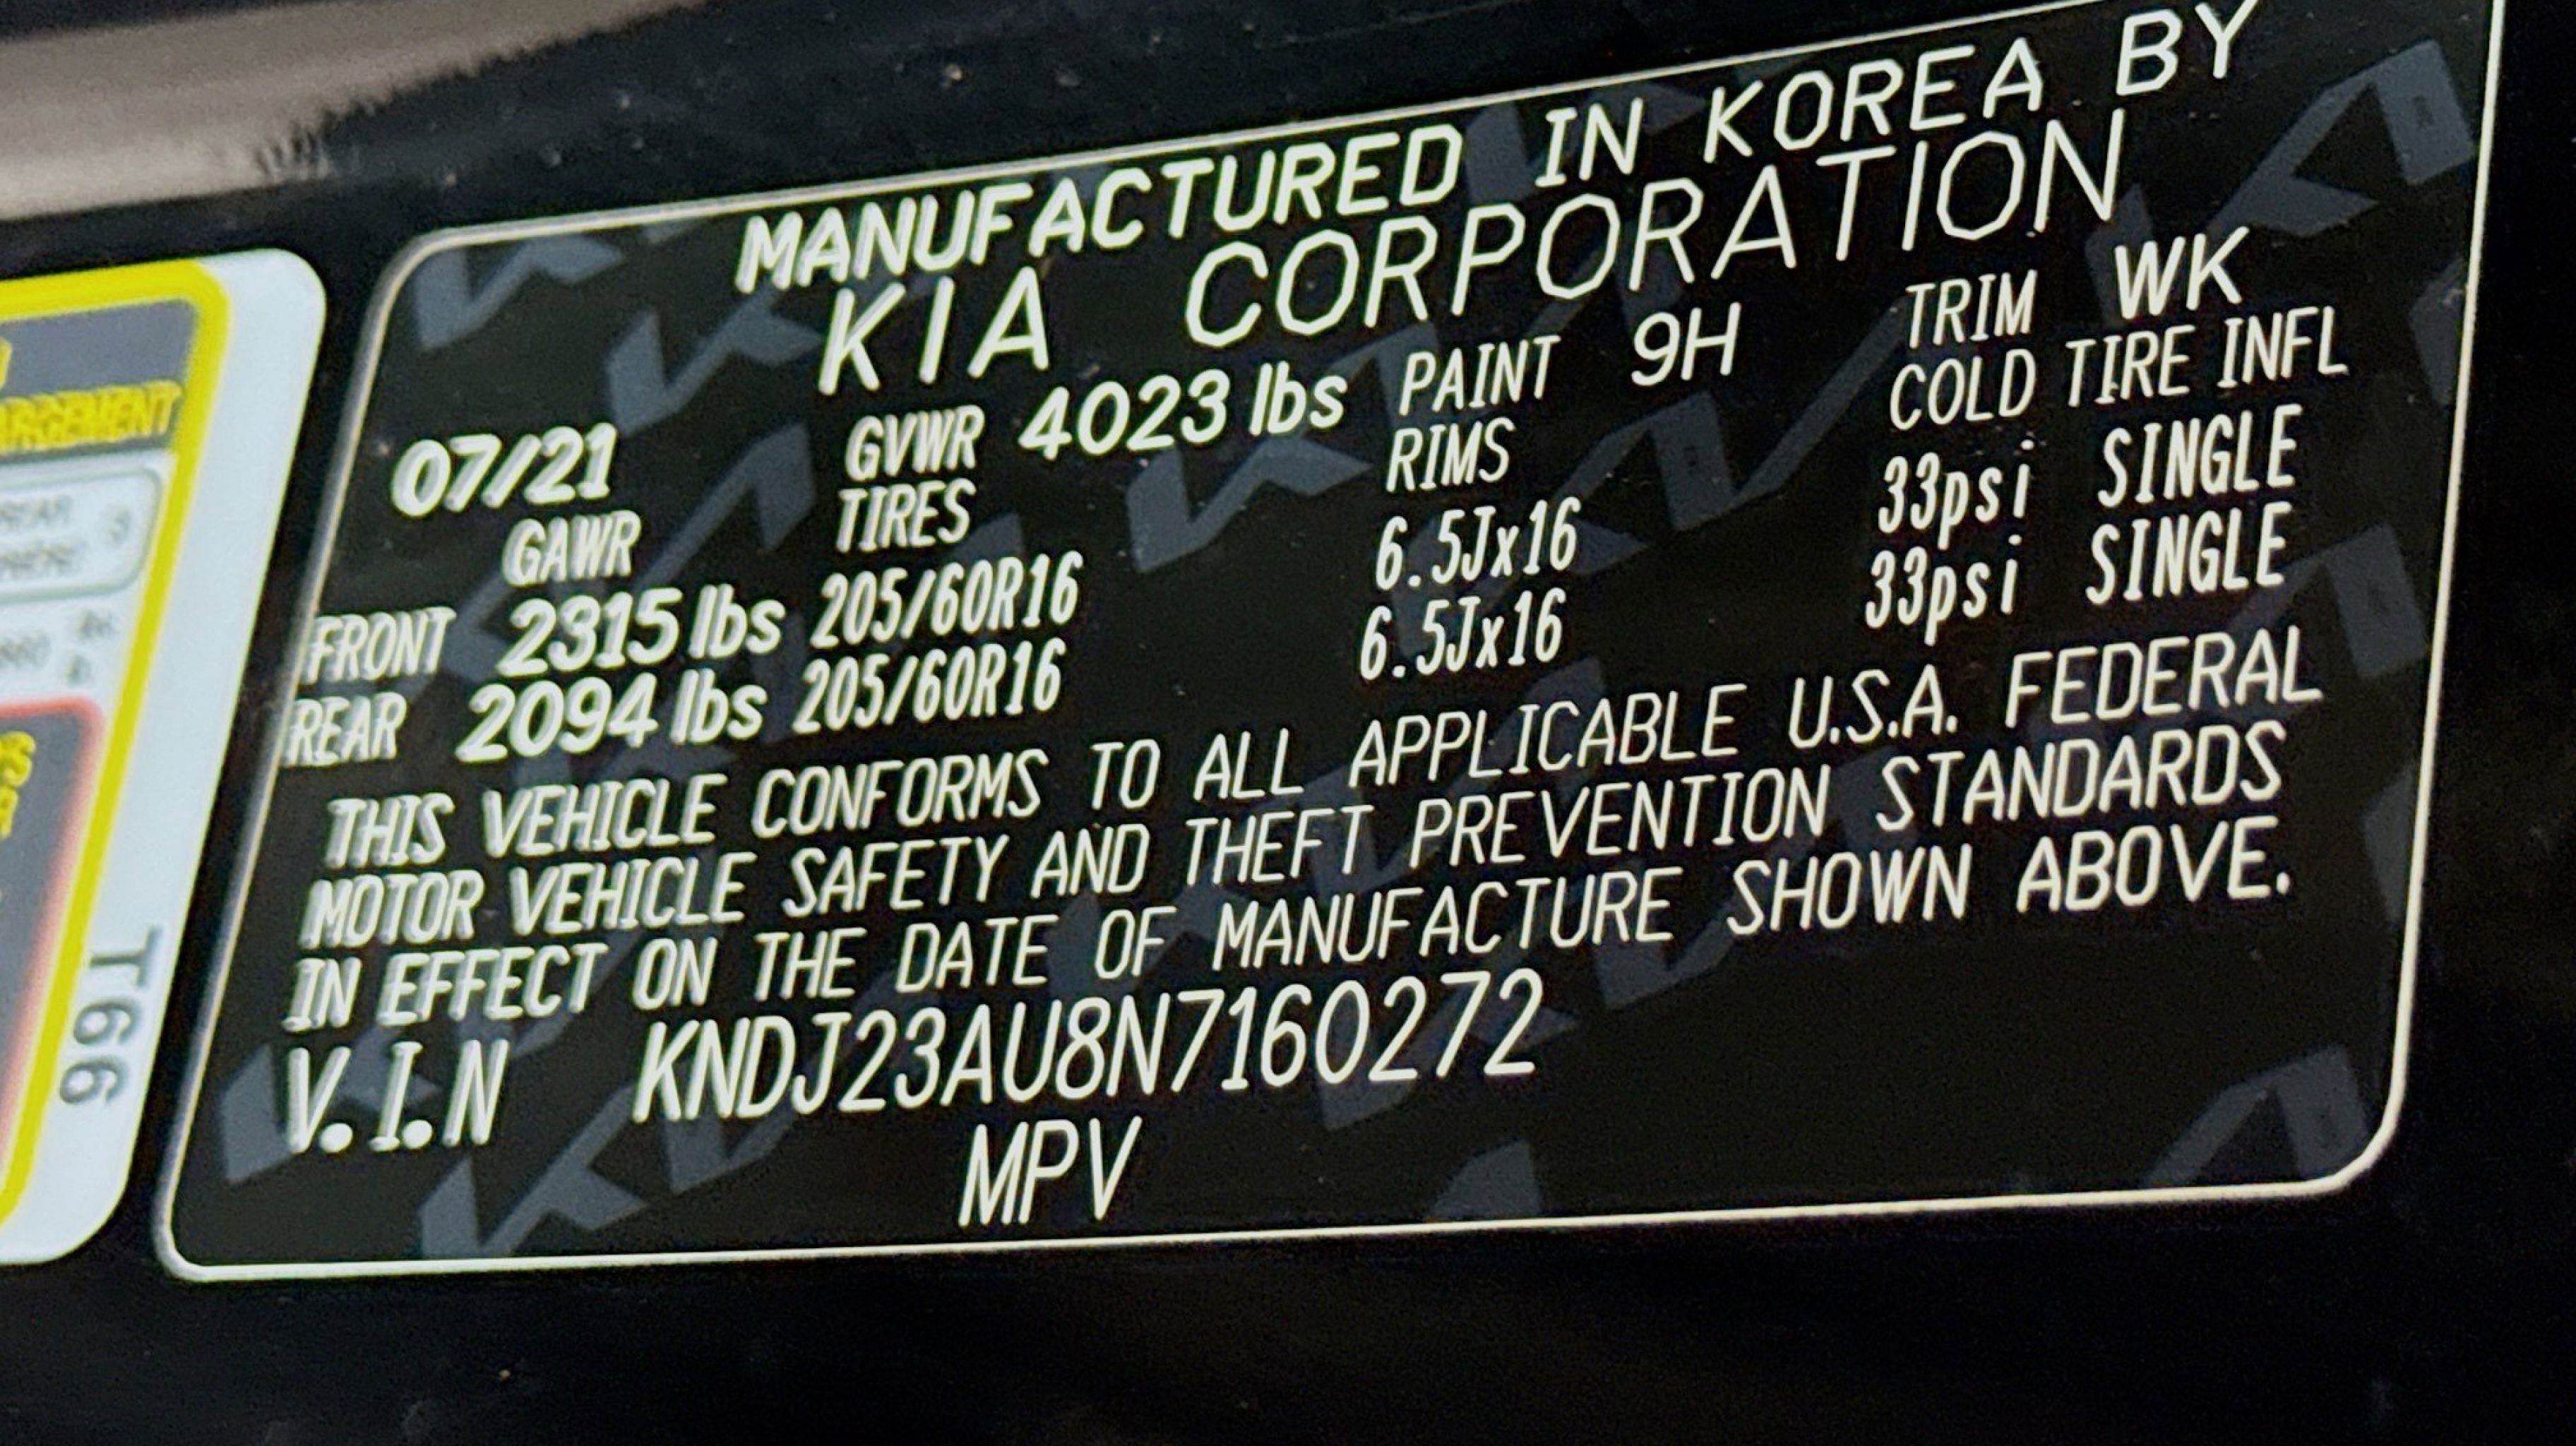 MANUFACTURED IN KOREA BY
KIA CORPORATION
07/21 GVWR 4023 lbs PAINT 9H TRIM WK
GAWR TIRES RIMS COLD TIRE INFL
FRONT 2315 lbs 205/60R16 6.5Jx16 33psi SINGLE
REAR 2094 lbs 205/60R16 6.5Jx16 33psi SINGLE
THIS VEHICLE CONFORMS TO ALL APPLICABLE U.S.A. FEDERAL
MOTOR VEHICLE SAFETY AND THEFT PREVENTION STANDARDS
IN EFFECT ON THE DATE OF MANUFACTURE SHOWN ABOVE.
V.I.N KNDJ23AU8N7160272
MPV
T66